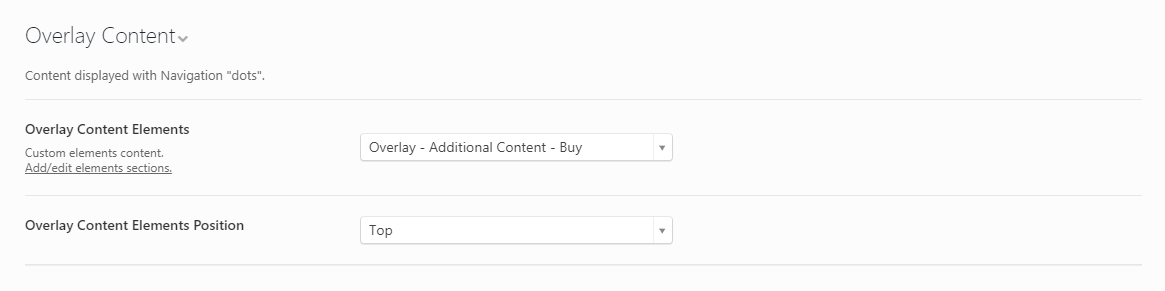 Overlay Content
Content displayed with Navigation "dots".
Overlay Content Elements
Custom elements content.
Add/edit elements sections.
Overlay - Additional Content - Buy
Overlay Content Elements Position
Top